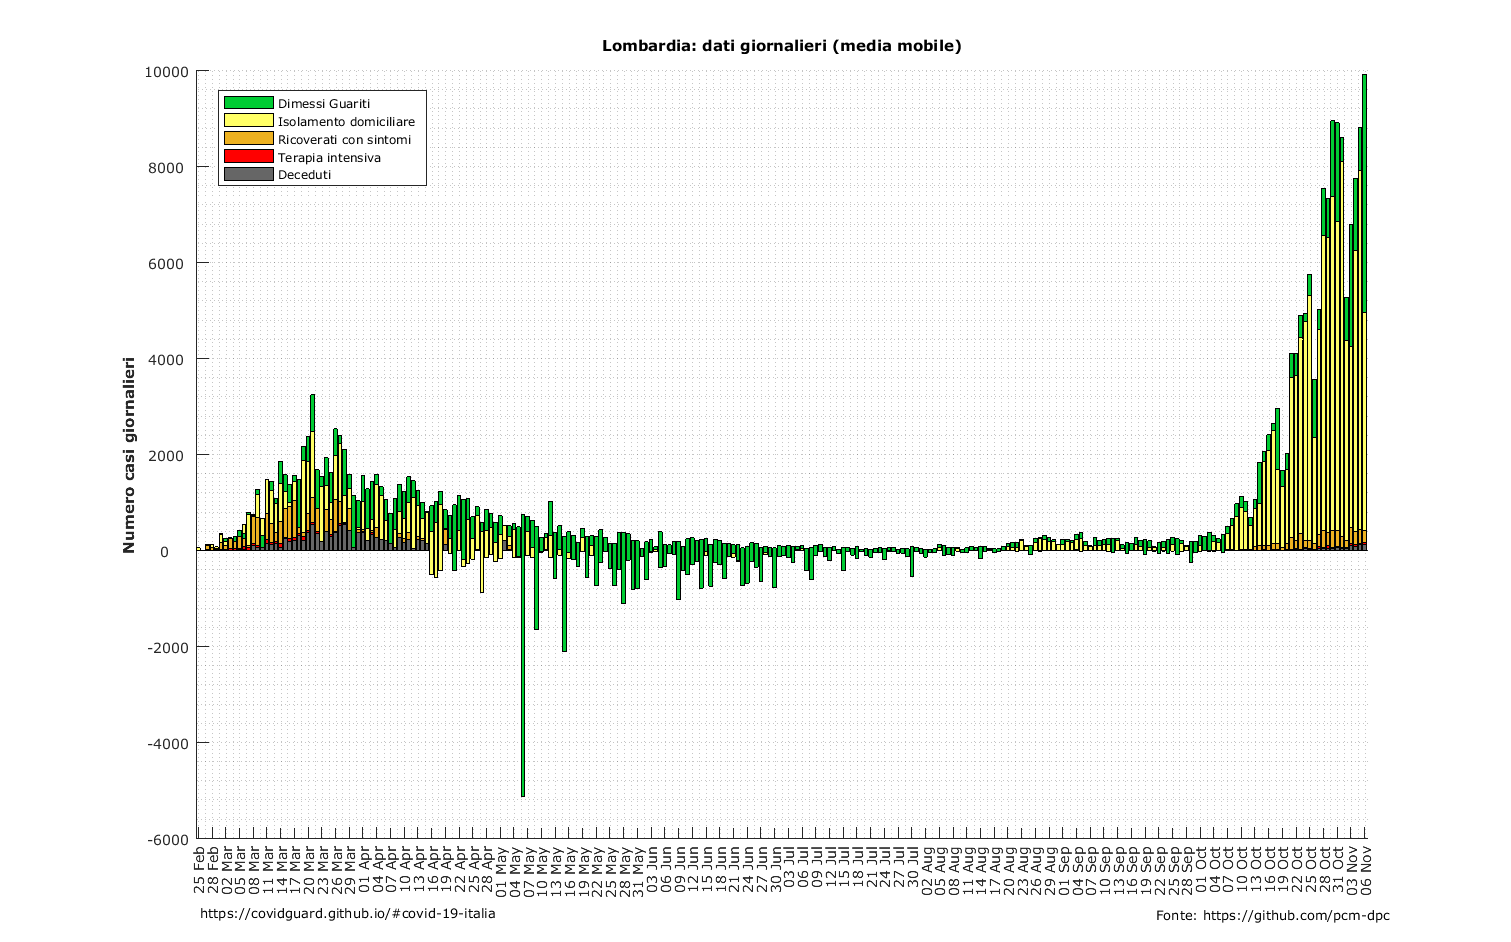 Lombardia: dati giornalieri (media mobile)
10000
8000
6000
4000
2000
0
-2000
-4000
-6000
Numero casi giornalieri
Dimessi Guariti
Isolamento domiciliare
Ricoverati con sintomi
Terapia intensiva
Deceduti
25 Feb
28 Feb
02 Mar
05 Mar
08 Mar
11 Mar
14 Mar
17 Mar
20 Mar
23 Mar
26 Mar
29 Mar
01 Apr
04 Apr
07 Apr
10 Apr
13 Apr
16 Apr
19 Apr
22 Apr
25 Apr
28 Apr
01 May
04 May
07 May
10 May
13 May
16 May
19 May
22 May
25 May
28 May
31 May
03 Jun
06 Jun
09 Jun
12 Jun
15 Jun
18 Jun
21 Jun
24 Jun
27 Jun
30 Jun
03 Jul
06 Jul
09 Jul
12 Jul
15 Jul
18 Jul
21 Jul
24 Jul
27 Jul
30 Jul
02 Aug
05 Aug
08 Aug
11 Aug
14 Aug
17 Aug
20 Aug
23 Aug
26 Aug
29 Aug
01 Sep
04 Sep
07 Sep
10 Sep
13 Sep
16 Sep
19 Sep
22 Sep
25 Sep
28 Sep
01 Oct
04 Oct
07 Oct
10 Oct
13 Oct
16 Oct
19 Oct
22 Oct
25 Oct
28 Oct
31 Oct
03 Nov
06 Nov
https://covidguard.github.io/#covid-19-italia
Fonte: https://github.com/pcm-dpc